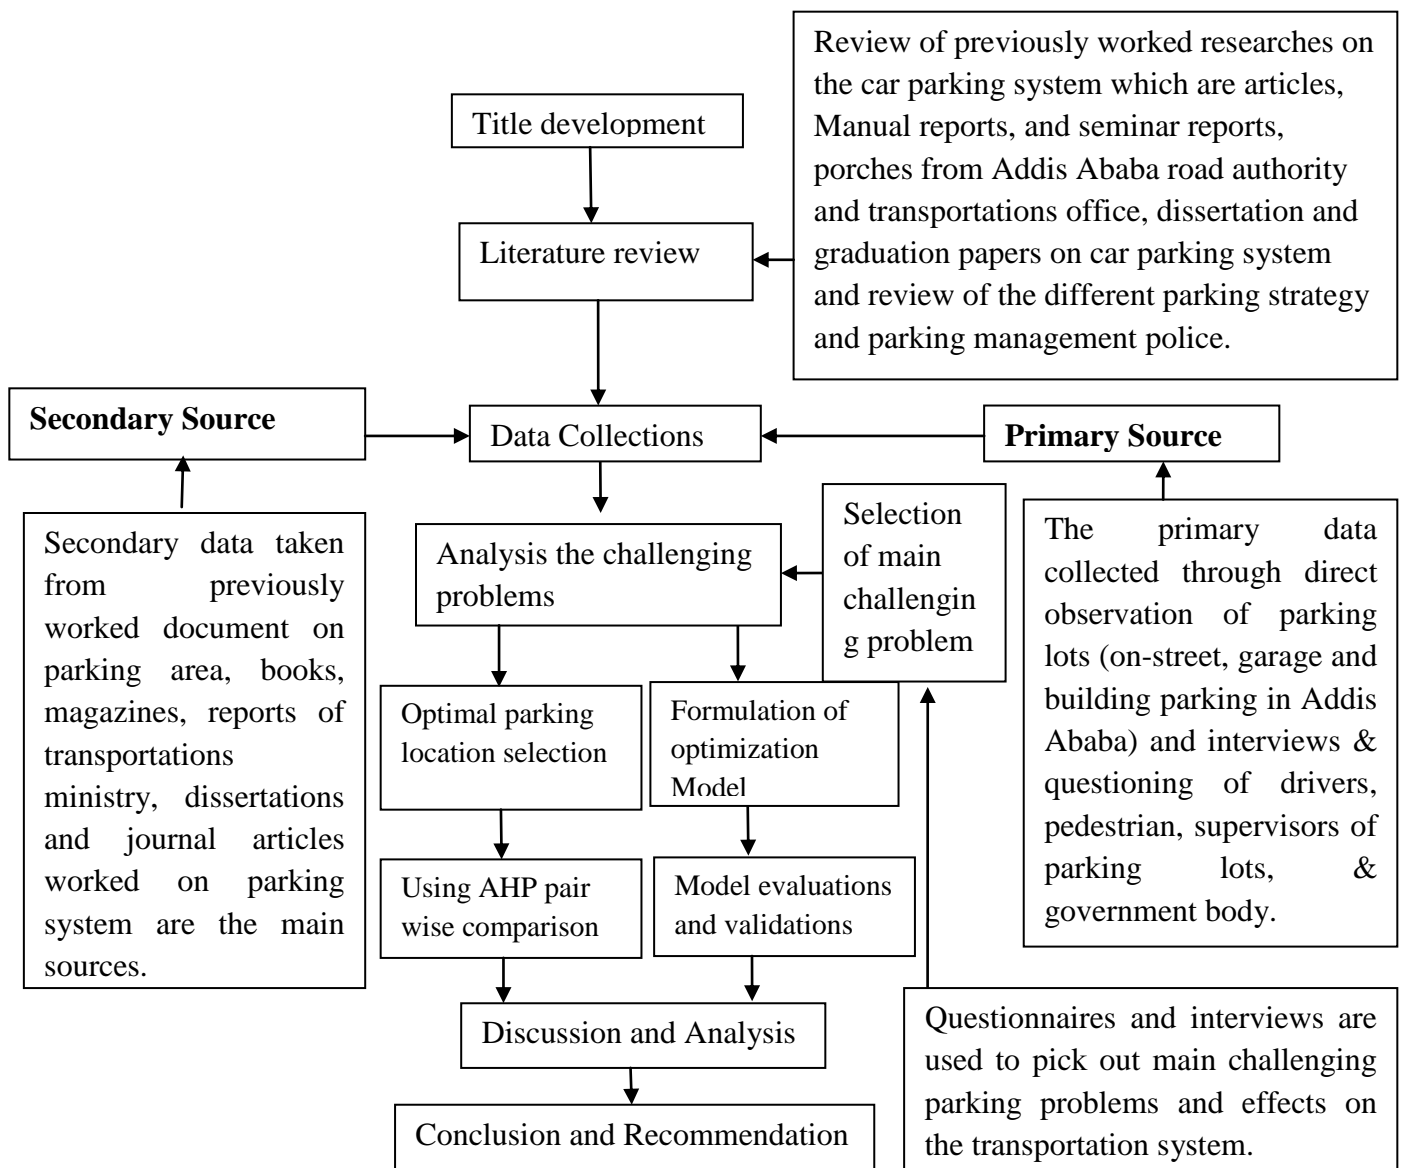 Title development
Review of previously worked researches on
the car parking system which are articles,
Manual reports, and seminar reports,
porches from Addis Ababa road authority
and transportations office, dissertation and
graduation papers on car parking system
and review of the different parking strategy
and parking management police.
Literature review
Secondary Source
Data Collections
Primary Source
Secondary data taken
from previously
worked document on
parking area, books,
magazines, reports of
transportations
ministry, dissertations
and journal articles
worked on parking
system are the main
sources.
Analysis the challenging
problems
Selection
of main
challengin
g problem
The primary data
collected through direct
observation of parking
lots (on-street, garage and
building parking in Addis
Ababa) and interviews &
questioning of drivers,
pedestrian, supervisors of
parking lots, &
government body.
Optimal parking
location selection
Formulation of
optimization
Model
Using AHP pair
wise comparison
Model evaluations
and validations
Discussion and Analysis
Questionnaires and interviews are
used to pick out main challenging
parking problems and effects on
the transportation system.
Conclusion and Recommendation